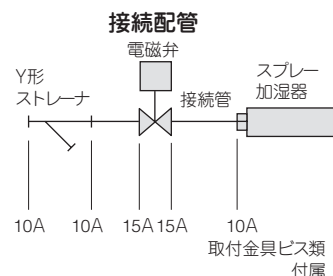 接続配管
電磁弁
Y形
ストレーナ
接続管
スプレー
加湿器
10A 10A 15A 15A 10A
取付金具ビス類
付属